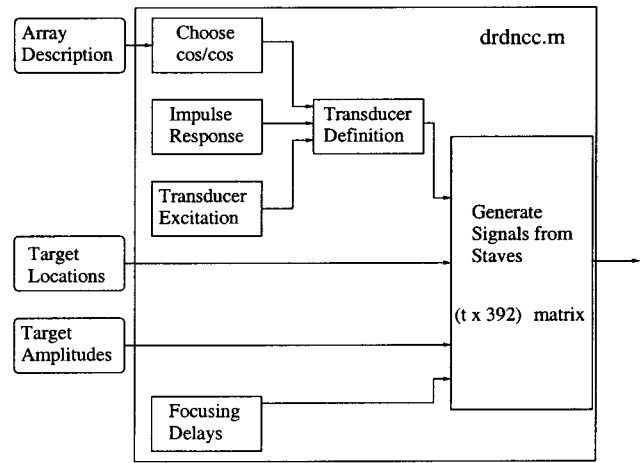 Array
Description
Choose
cos/cos
drdncc.m
Impulse
Response
Transducer
Definition
Transducer
Excitation
Generate
Signals from
Staves
(t x 392) matrix
Target
Locations
Target
Amplitudes
Focusing
Delays